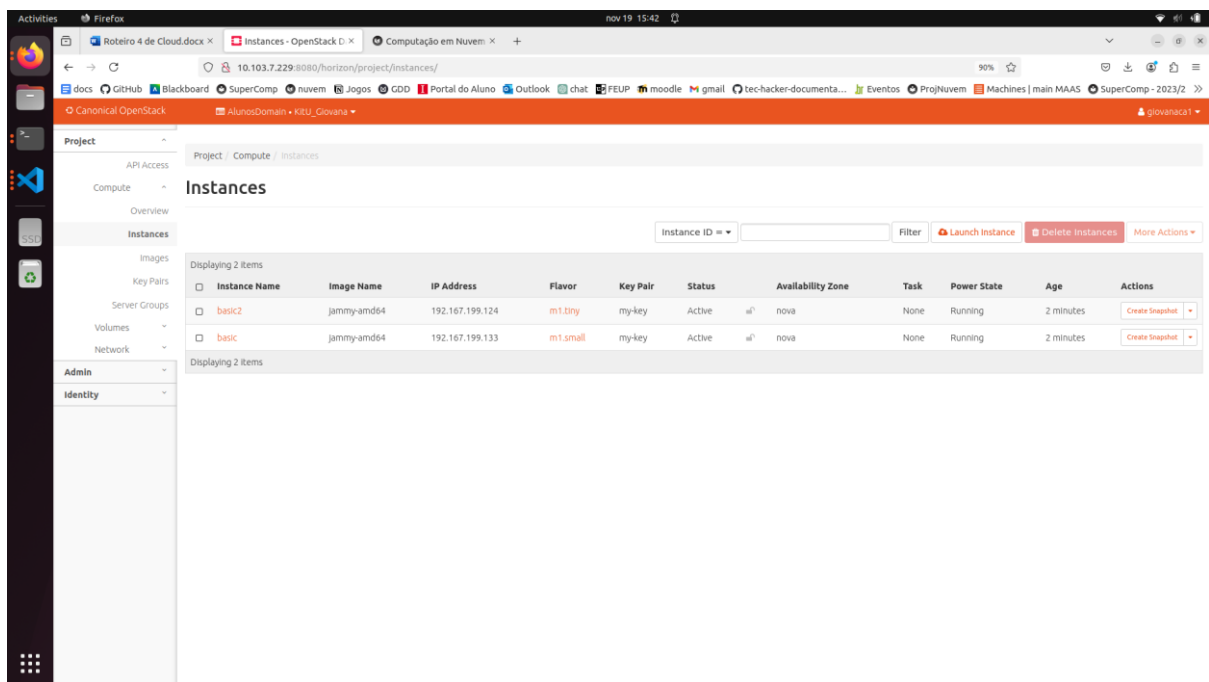 Activities Firefox nov 19 15:42
Roteiro 4 de Cloud.docx × Instances - OpenStack D × Computação em Nuvem × +
10.103.7.229:8080/horizon/project/instances/ 90%
docs GitHub Blackboard SuperComp nuvem Jogos GDD Portal do Aluno Outlook chat FEUP moodle gmail tec-hacker-documenta... Eventos ProjNuvem Machines | main MAAS SuperComp - 2023/2 >>
Canonical OpenStack AlunosDomain • KitU_Giovana giovanaca1
Project
API Access
Compute
Overview
Instances
Images
Key Pairs
Server Groups
Volumes
Network
Admin
Identity
Project / Compute / Instances
Instances
Instance ID = Filter Launch Instance Delete Instances More Actions
Displaying 2 items
Instance Name Image Name IP Address Flavor Key Pair Status Availability Zone Task Power State Age Actions
basic2 jammy-amd64 192.167.199.124 m1.tiny my-key Active nova None Running 2 minutes Create Snapshot
basic jammy-amd64 192.167.199.133 m1.small my-key Active nova None Running 2 minutes Create Snapshot
Displaying 2 items
SSD